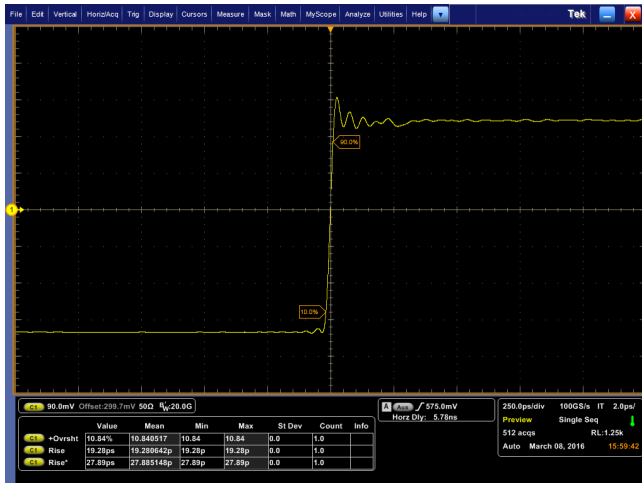 File Edit Vertical Horiz/Acq Trig Display Cursors Measure Mask Math MyScope Analyze Utilities Help Tek X
90.0%
1
10.0%
C1 90.0mV Offset:299.7mV 50Ω BW:20.0G
A Aux 575.0mV
Horz Dly: 5.78ns
250.0ps/div 100GS/s IT 2.0ps/
Preview Single Seq
512 acqs RL:1.25k
Auto March 08, 2016 15:59:42
Value Mean Min Max St Dev Count Info
C1 +Ovrsht 10.84% 10.840517 10.84 10.84 0.0 1.0
C1 Rise 19.28ps 19.280642p 19.28p 19.28p 0.0 1.0
C1 Rise* 27.89ps 27.885148p 27.89p 27.89p 0.0 1.0